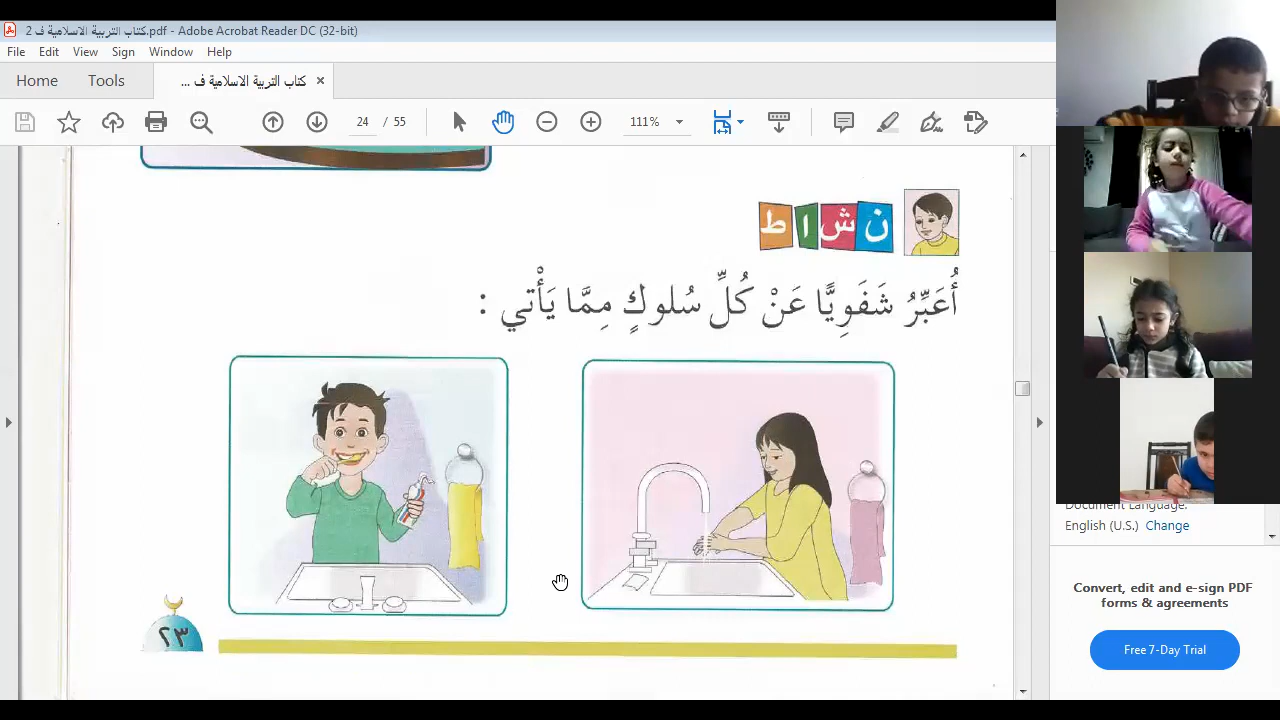 كتاب التربية الاسلامية ف 2.pdf - Adobe Acrobat Reader DC (32-bit)
File Edit View Sign Window Help
Home Tools كتاب التربية الاسلامية ف ... ×
24 / 55 111%
نشاط
أُعَبِّرُ شَفَوِيًّا عَنْ كُلِّ سُلوكٍ مِمَّا يَأْتي :
٢٣
Document Language:
English (U.S.) Change
Convert, edit and e-sign PDF
forms & agreements
Free 7-Day Trial